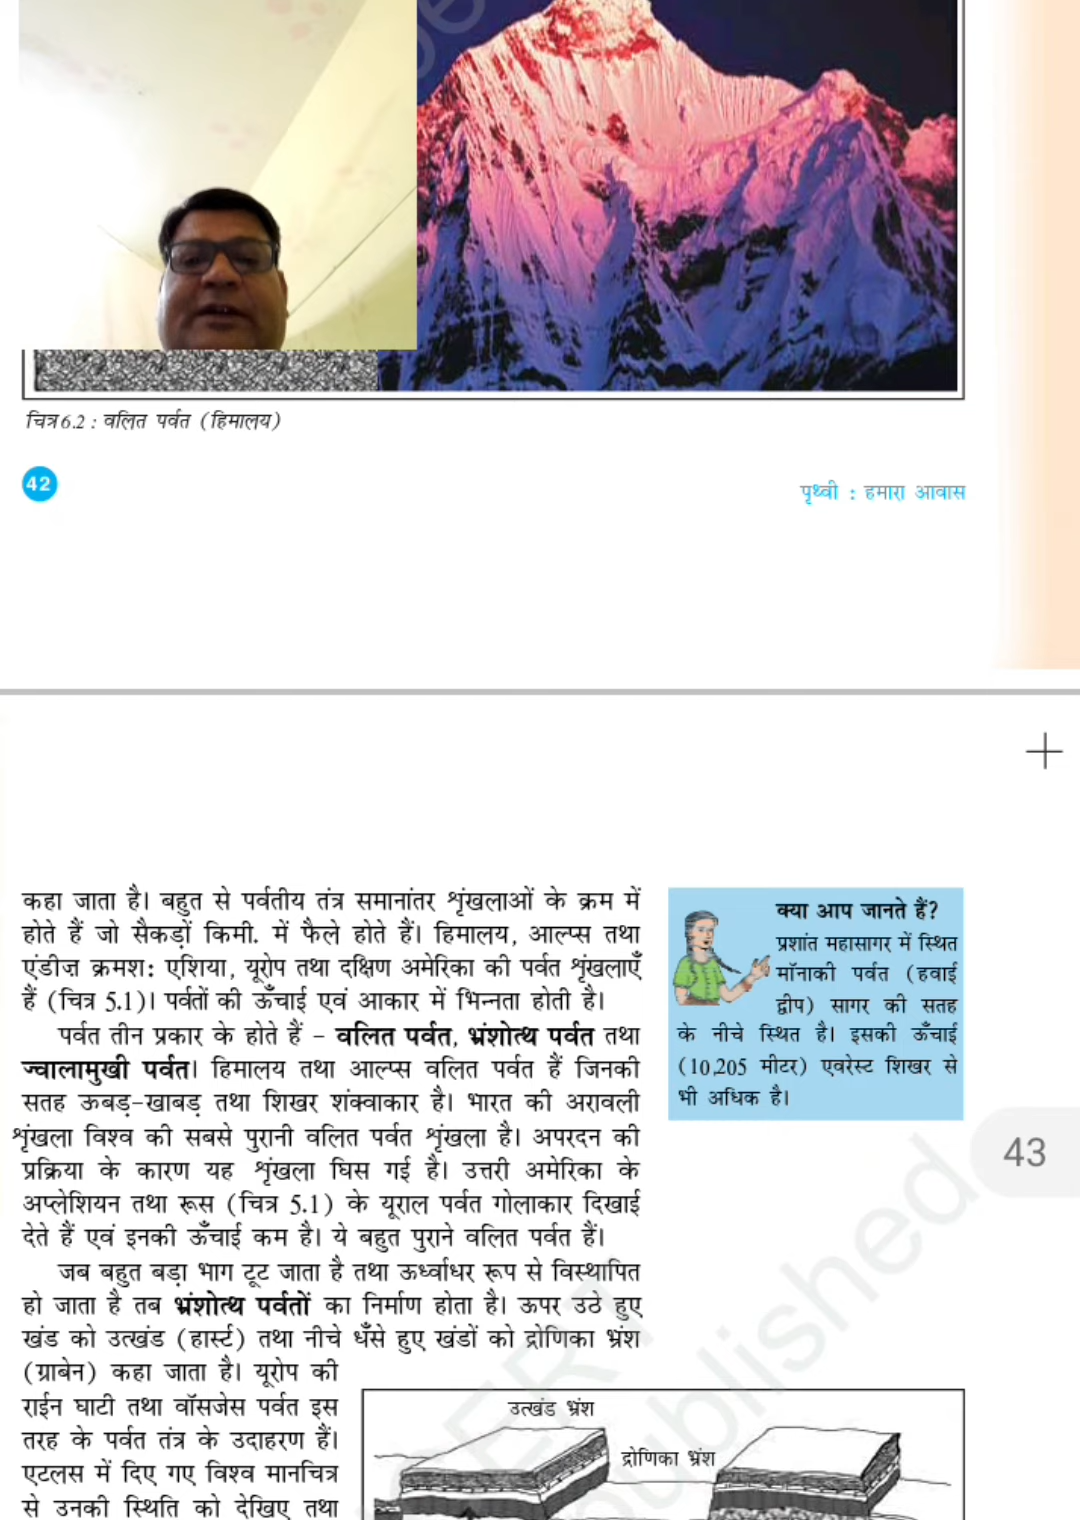 चित्र 6.2 : वलित पर्वत (हिमालय)
42
पृथ्वी : हमारा आवास
कहा जाता है। बहुत से पर्वतीय तंत्र समानांतर शृंखलाओं के क्रम में
होते हैं जो सैकड़ों किमी. में फैले होते हैं। हिमालय, आल्प्स तथा
एंडीज़ क्रमश: एशिया, यूरोप तथा दक्षिण अमेरिका की पर्वत शृंखलाएँ
हैं (चित्र 5.1)। पर्वतों की ऊँचाई एवं आकार में भिन्नता होती है।
पर्वत तीन प्रकार के होते हैं – वलित पर्वत, भ्रंशोत्थ पर्वत तथा
ज्वालामुखी पर्वत। हिमालय तथा आल्प्स वलित पर्वत हैं जिनकी
सतह ऊबड़-खाबड़ तथा शिखर शंक्वाकार है। भारत की अरावली
शृंखला विश्व की सबसे पुरानी वलित पर्वत शृंखला है। अपरदन की
प्रक्रिया के कारण यह शृंखला घिस गई है। उत्तरी अमेरिका के
अप्लेशियन तथा रूस (चित्र 5.1) के यूराल पर्वत गोलाकार दिखाई
देते हैं एवं इनकी ऊँचाई कम है। ये बहुत पुराने वलित पर्वत हैं।
जब बहुत बड़ा भाग टूट जाता है तथा ऊर्ध्वाधर रूप से विस्थापित
हो जाता है तब भ्रंशोत्थ पर्वतों का निर्माण होता है। ऊपर उठे हुए
खंड को उत्खंड (हार्स्ट) तथा नीचे धँसे हुए खंडों को द्रोणिका भ्रंश
(ग्राबेन) कहा जाता है। यूरोप की
राईन घाटी तथा वॉसजेस पर्वत इस
तरह के पर्वत तंत्र के उदाहरण हैं।
एटलस में दिए गए विश्व मानचित्र
से उनकी स्थिति को देखिए तथा
क्या आप जानते हैं?
प्रशांत महासागर में स्थित
मॉनाकी पर्वत (हवाई
द्वीप) सागर की सतह
के नीचे स्थित है। इसकी ऊँचाई
(10,205 मीटर) एवरेस्ट शिखर से
भी अधिक है।
43
उत्खंड भ्रंश
द्रोणिका भ्रंश